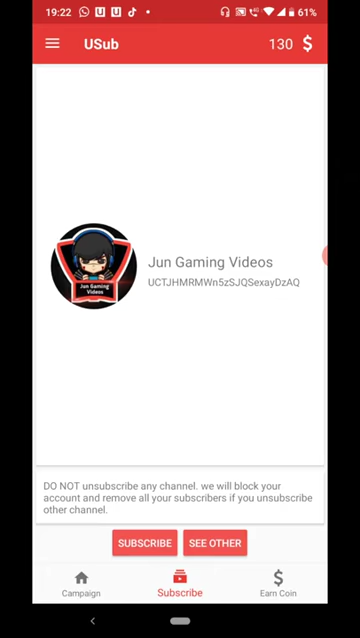 19:22
61%
USub
130 $
Jun Gaming Videos
UCTJHMRMWn5zSJQSexayDzAQ
Jun Gaming
Videos
DO NOT unsubscribe any channel. we will block your
account and remove all your subscribers if you unsubscribe
other channel.
SUBSCRIBE SEE OTHER
Campaign Subscribe Earn Coin